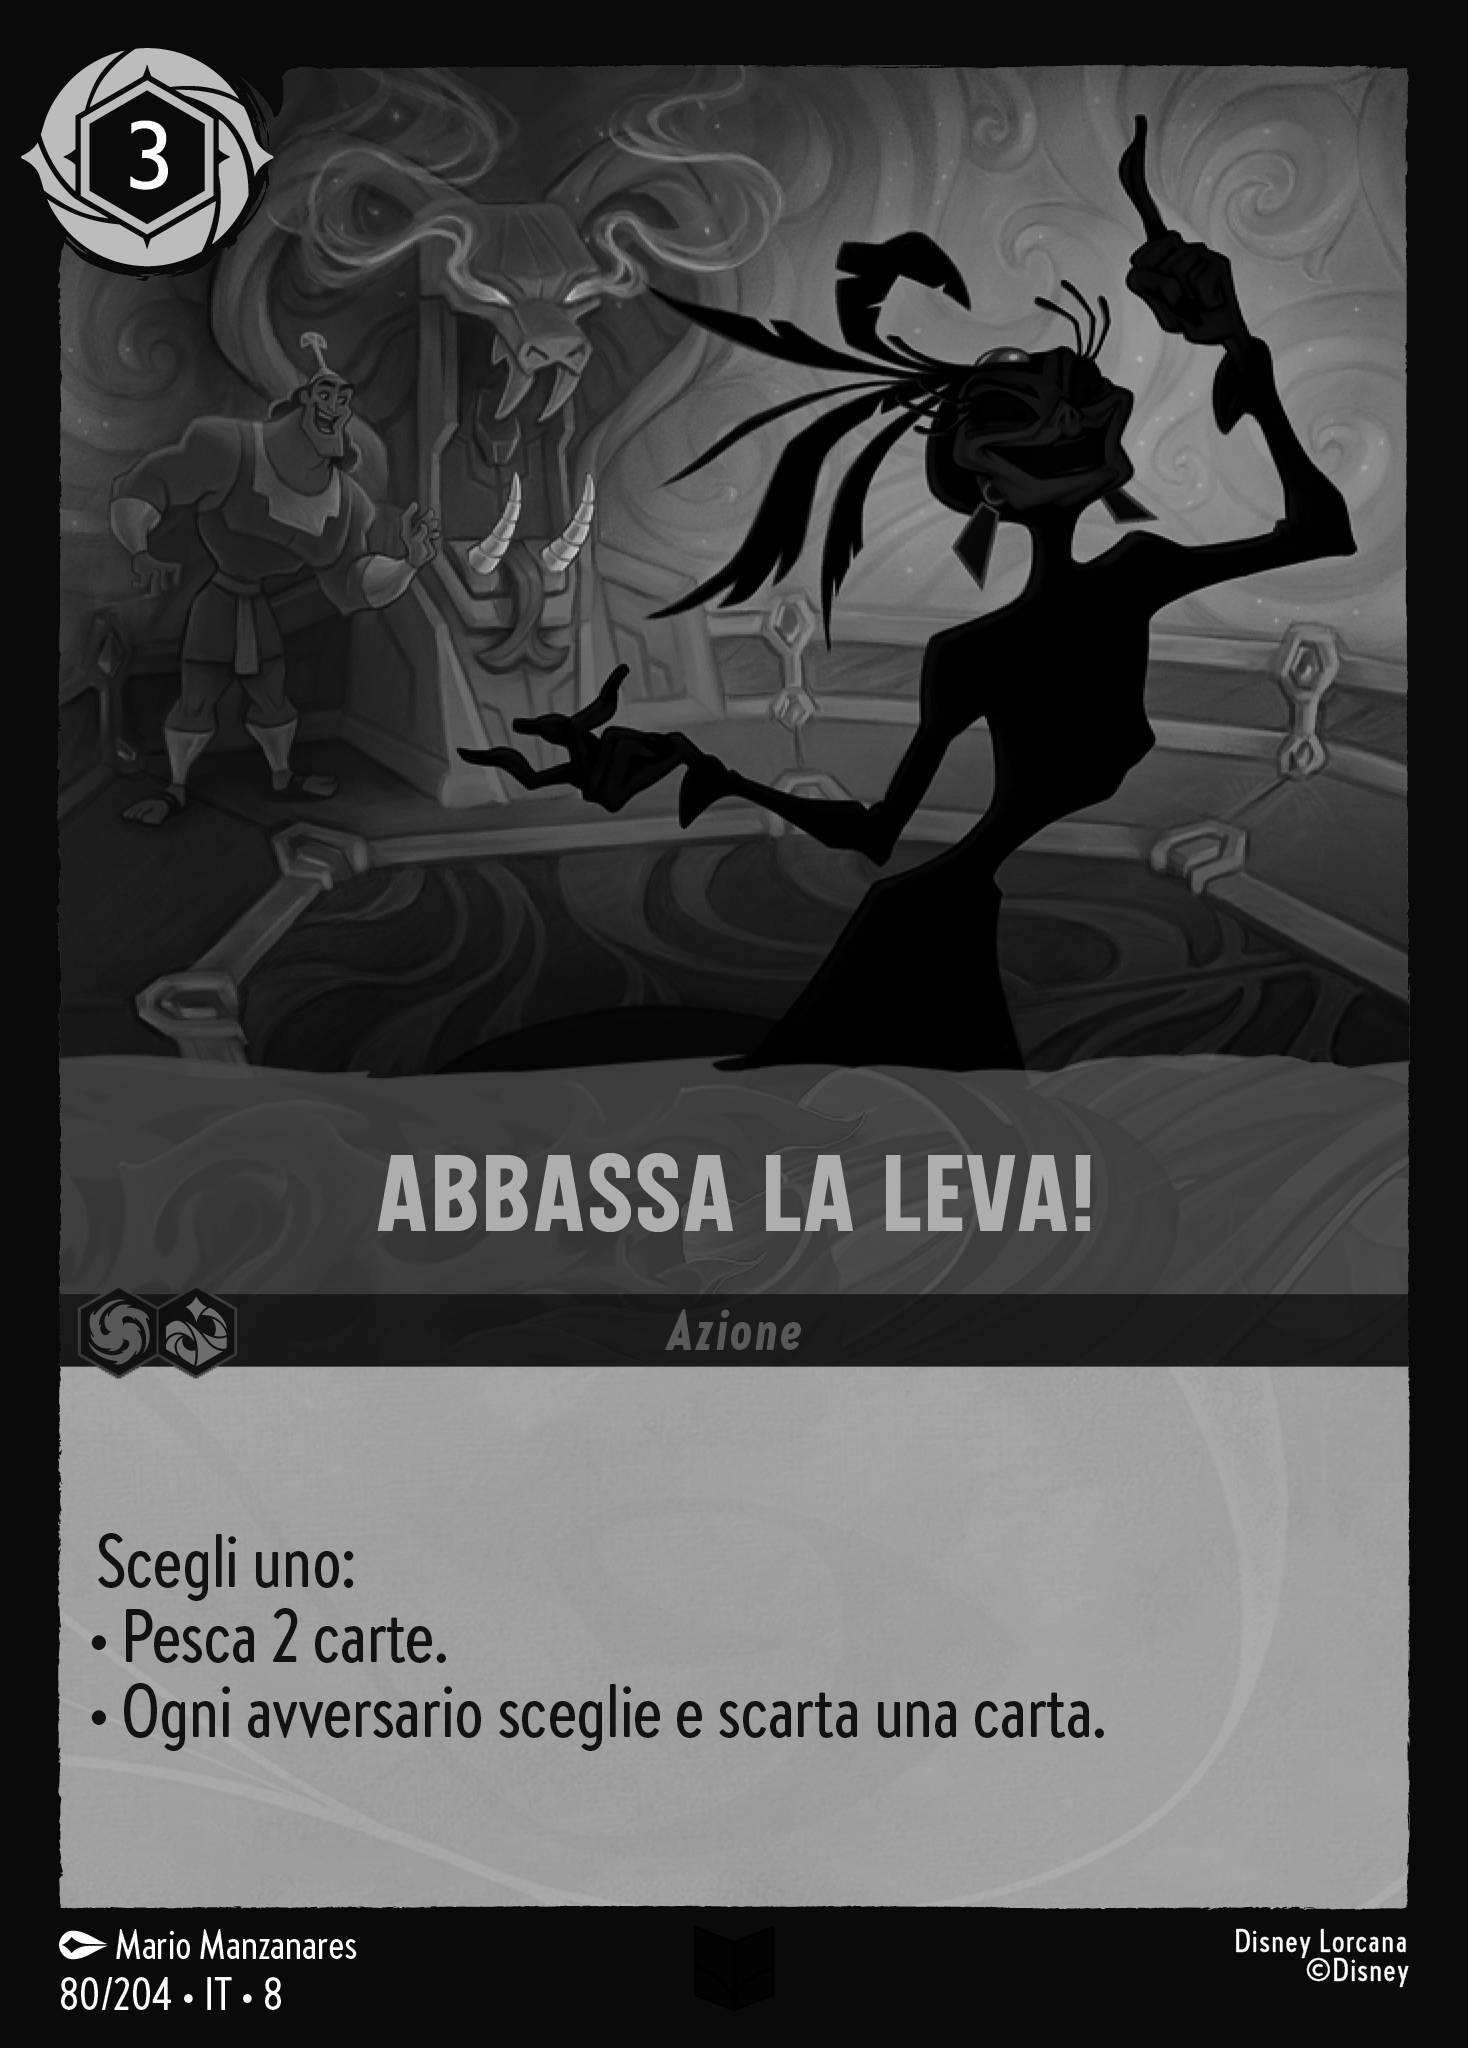 3
ABBASSA LA LEVA!
Azione
Scegli uno:
• Pesca 2 carte.
• Ogni avversario sceglie e scarta una carta.
Mario Manzanares
80/204 • IT • 8
Disney Lorcana
©Disney